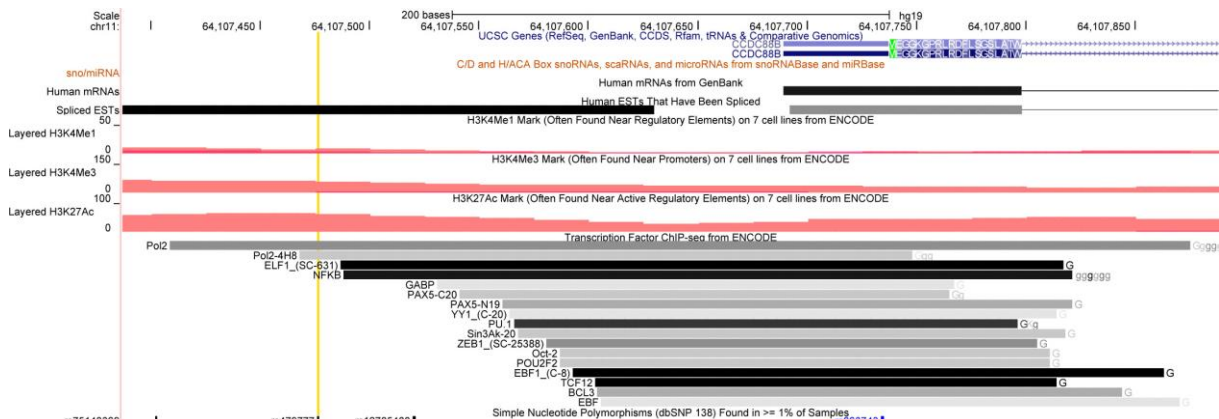 Scale 200 bases hg19
chr11: 64,107,450 64,107,500 64,107,550 64,107,600 64,107,650 64,107,700 64,107,750 64,107,800 64,107,850
UCSC Genes (RefSeq, GenBank, CCDS, Rfam, tRNAs & Comparative Genomics)
CCDC88B
CCDC88B
C/D and H/ACA Box snoRNAs, scaRNAs, and microRNAs from snoRNABase and miRBase
sno/miRNA
Human mRNAs from GenBank
Human mRNAs
Human ESTs That Have Been Spliced
Spliced ESTs
H3K4Me1 Mark (Often Found Near Regulatory Elements) on 7 cell lines from ENCODE
50
Layered H3K4Me1
0
H3K4Me3 Mark (Often Found Near Promoters) on 7 cell lines from ENCODE
150
Layered H3K4Me3
0
H3K27Ac Mark (Often Found Near Active Regulatory Elements) on 7 cell lines from ENCODE
100
Layered H3K27Ac
0
Transcription Factor ChIP-seq from ENCODE
Pol2
Pol2-4H8
ELF1_(SC-631) G
NFKB
GABP G
PAX5-C20 Gg
PAX5-N19 G
YY1_(C-20) G
PU.1
Sin3Ak-20 G
ZEB1_(SC-25388) G
Oct-2 G
POU2F2 G
EBF1_(C-8) G
TCF12 G
BCL3 G
EBF G
Simple Nucleotide Polymorphisms (dbSNP 138) Found in >= 1% of Samples